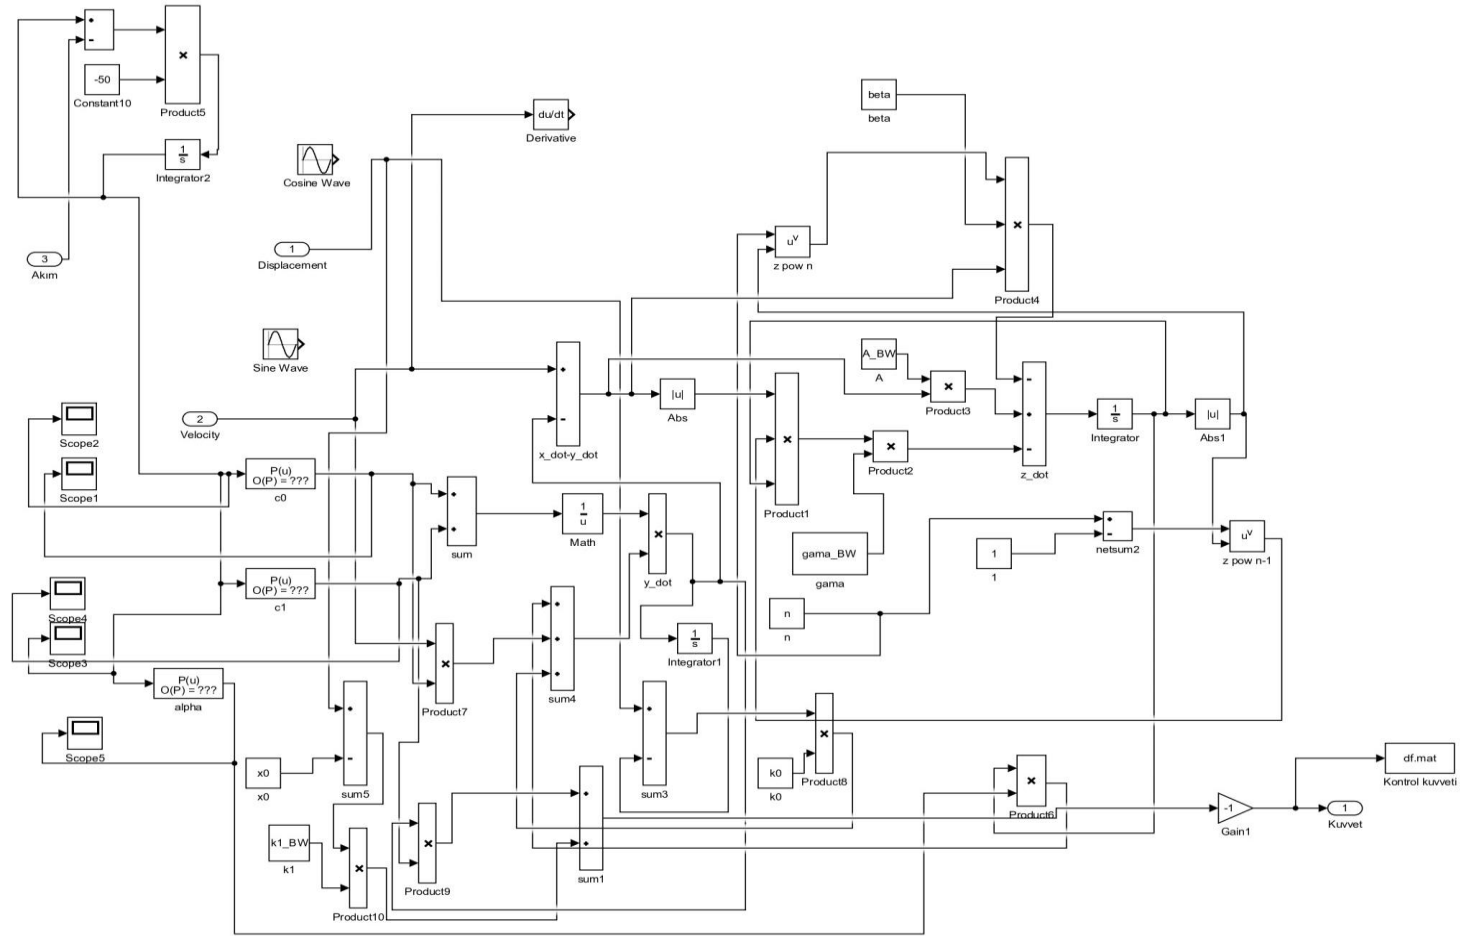 +
-
×
-50
Constant10
Product5
1
s
Integrator2
3
Akım
du/dt
Derivative
Cosine Wave
1
Displacement
Sine Wave
2
Velocity
beta
beta
u^v
z pow n
×
Product4
A_BW
A
×
Product3
+
-
x_dot-y_dot
|u|
Abs
×
Product1
×
Product2
-
+
-
z_dot
1
s
Integrator
|u|
Abs1
Scope2
Scope1
P(u)
O(P) = ???
c0
+
+
sum
1
u
Math
×
y_dot
gama_BW
gama
1
1
+
-
netsum2
u^v
z pow n-1
Scope4
Scope3
P(u)
O(P) = ???
c1
n
n
×
Product7
+
+
+
sum4
1
s
Integrator1
P(u)
O(P) = ???
alpha
Scope5
x0
x0
+
-
sum5
+
-
sum3
k0
k0
×
Product8
×
Product6
-1
Gain1
df.mat
Kontrol kuvveti
1
Kuvvet
k1_BW
k1
×
Product10
×
Product9
+
+
sum1